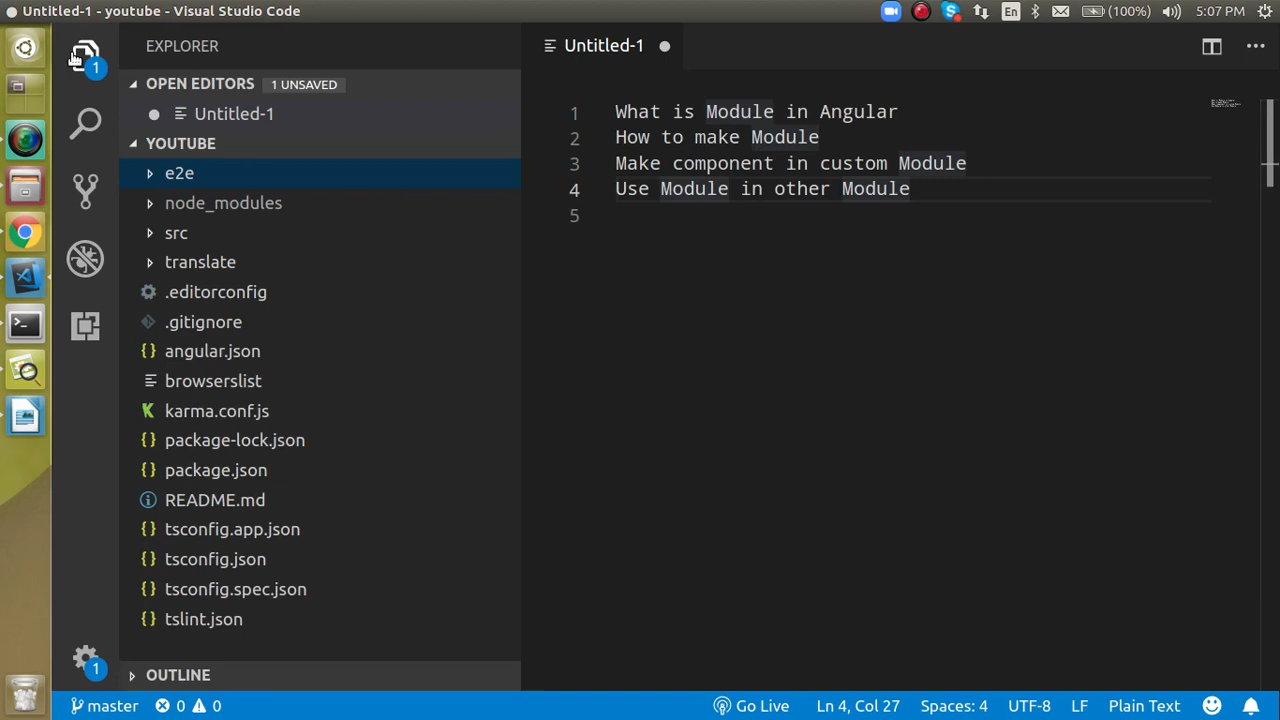 Untitled-1 - youtube - Visual Studio Code
En
(100%)
5:07 PM
EXPLORER
Untitled-1
OPEN EDITORS
1 UNSAVED
Untitled-1
YOUTUBE
e2e
node_modules
src
translate
.editorconfig
.gitignore
angular.json
browserslist
karma.conf.js
package-lock.json
package.json
README.md
tsconfig.app.json
tsconfig.json
tsconfig.spec.json
tslint.json
OUTLINE
1
1
1 What is Module in Angular
2 How to make Module
3 Make component in custom Module
4 Use Module in other Module
5
master
0
0
Go Live
Ln 4, Col 27
Spaces: 4
UTF-8
LF
Plain Text